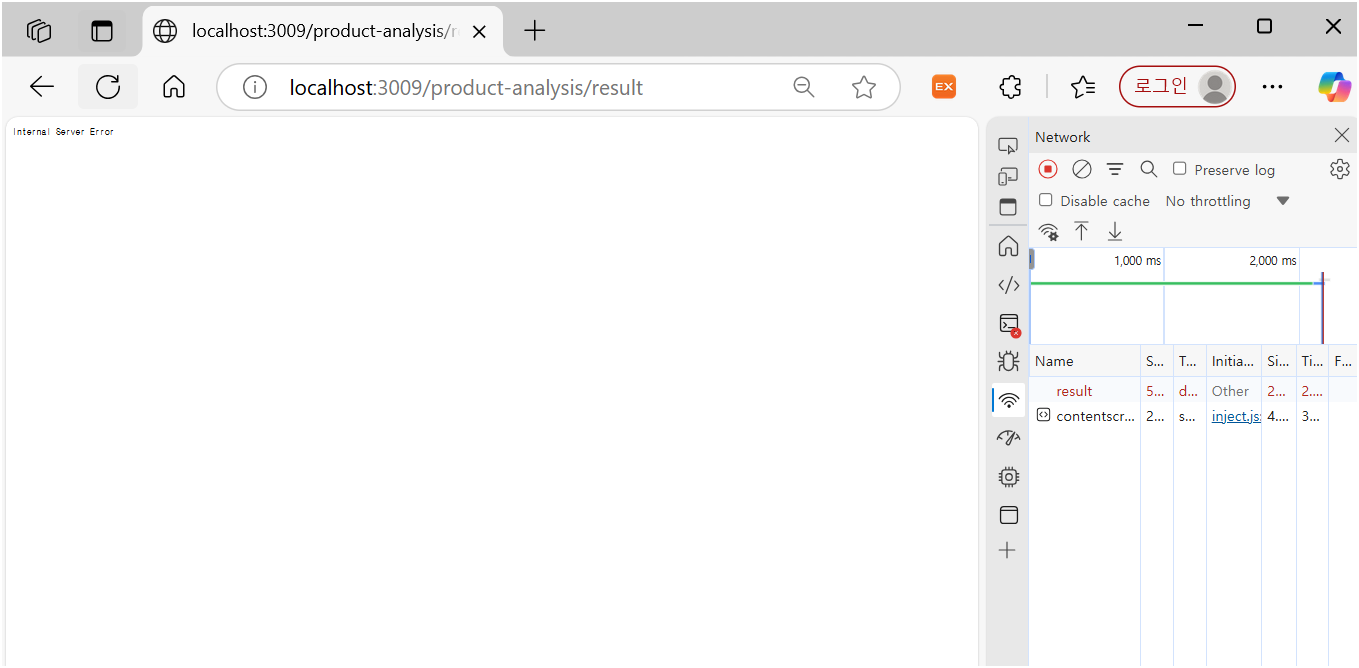 localhost:3009/product-analysis/r
localhost:3009/product-analysis/result
EX
로그인
Internal Server Error
Network
Preserve log
Disable cache No throttling
1,000 ms 2,000 ms
Name S... T... Initia... Si... Ti... F...
result 5... d... Other 2... 2....
contentscr... 2... s... inject.js: 4.... 3...